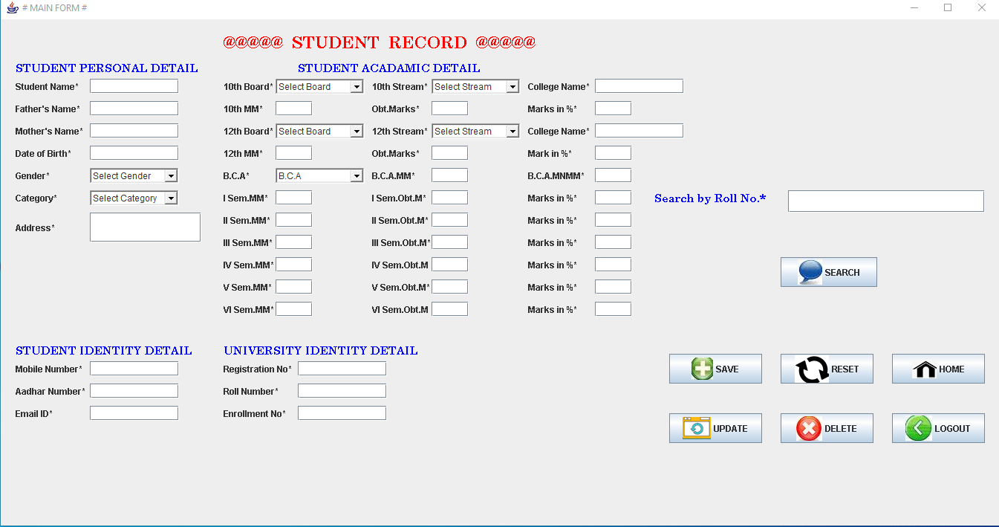 # MAIN FORM #
@@@@@ STUDENT RECORD @@@@@
STUDENT PERSONAL DETAIL STUDENT ACADAMIC DETAIL
Student Name* 10th Board* Select Board 10th Stream* Select Stream College Name*
Father's Name* 10th MM* Obt.Marks* Marks in %*
Mother's Name* 12th Board* Select Board 12th Stream* Select Stream College Name*
Date of Birth* 12th MM* Obt.Marks* Mark in %*
Gender* Select Gender B.C.A* B.C.A B.C.A.MM* B.C.A.MNMM*
Category* Select Category I Sem.MM* I Sem.Obt.M* Marks in %* Search by Roll No.*
II Sem.MM* II Sem.Obt.M* Marks in %*
Address*
III Sem.MM* III Sem.Obt.M* Marks in %*
IV Sem.MM* IV Sem.Obt.M Marks in %*
SEARCH
V Sem.MM* V Sem.Obt.M* Marks in %*
VI Sem.MM* VI Sem.Obt.M Marks in %*
STUDENT IDENTITY DETAIL UNIVERSITY IDENTITY DETAIL
Mobile Number* Registration No* SAVE RESET HOME
Aadhar Number* Roll Number*
Email ID* Enrollment No*
UPDATE DELETE LOGOUT